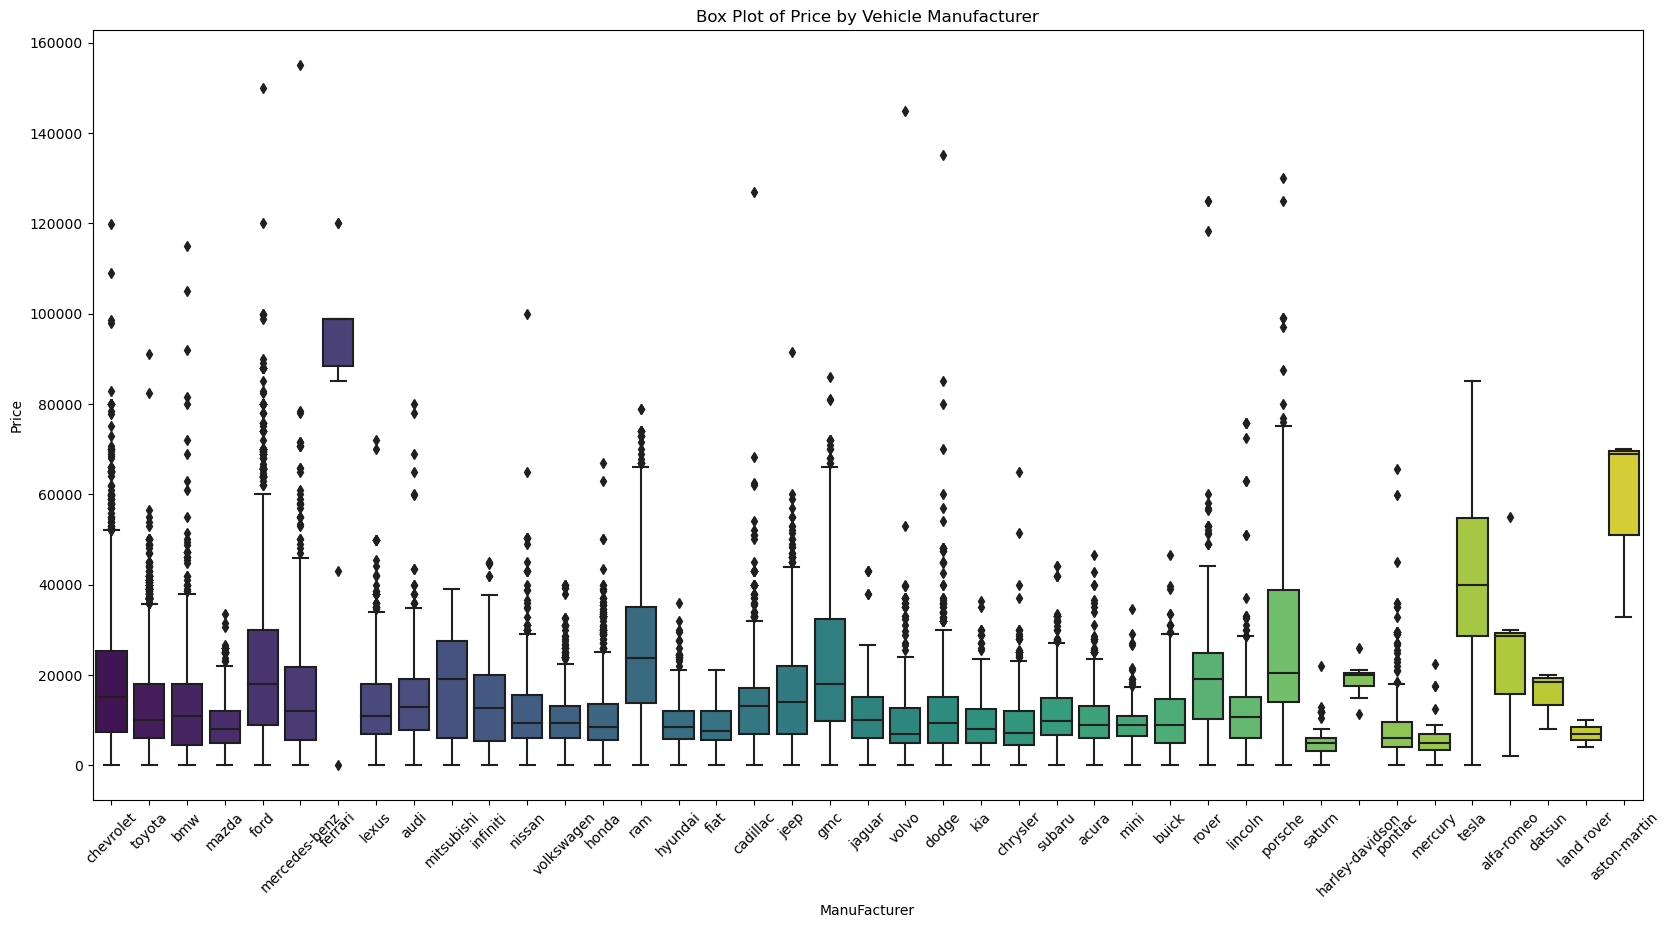 Box Plot of Price by Vehicle Manufacturer
160000
140000
120000
100000
80000
60000
40000
20000
0
Price
chevrolet
toyota
bmw
mazda
ford
mercedes-benz
ferrari
lexus
audi
mitsubishi
infiniti
nissan
volkswagen
honda
ram
hyundai
fiat
cadillac
jeep
gmc
jaguar
volvo
dodge
kia
chrysler
subaru
acura
mini
buick
rover
lincoln
porsche
saturn
harley-davidson
pontiac
mercury
tesla
alfa-romeo
datsun
land rover
aston-martin
ManuFacturer